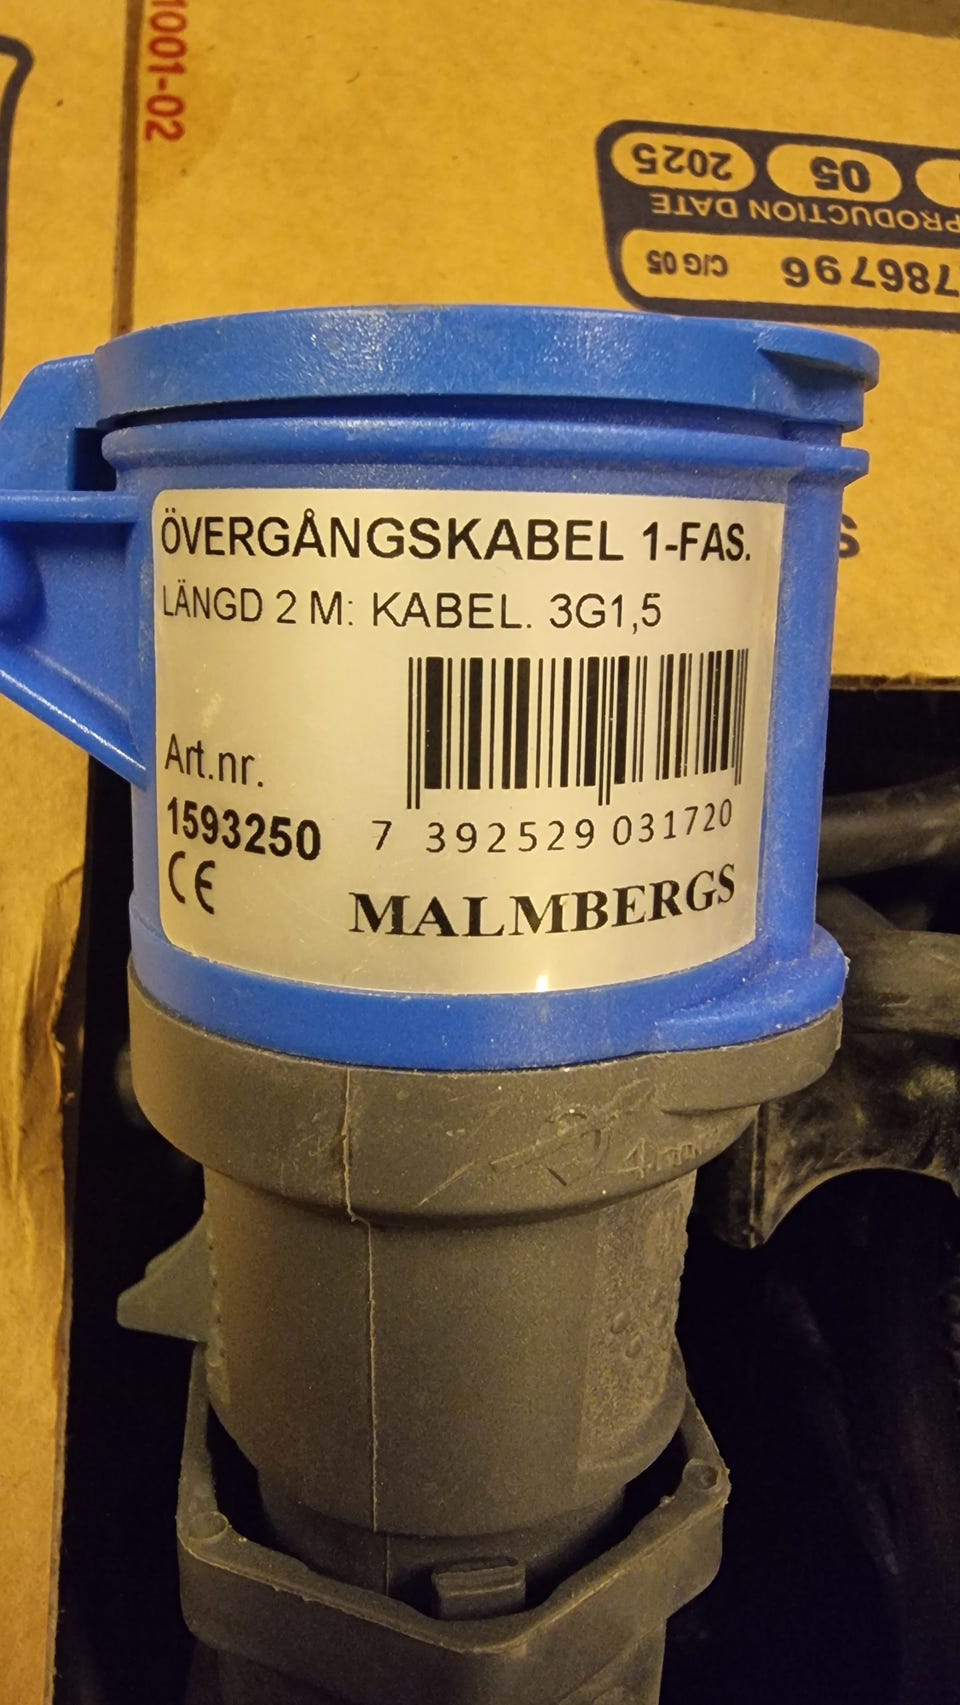 1001-02
2025 05
PRODUCTION DATE
C/G 05 786796
ÖVERGÅNGSKABEL 1-FAS.
LÄNGD 2 M: KABEL. 3G1,5
Art.nr.
1593250
7 392529 031720
CE
MALMBERGS